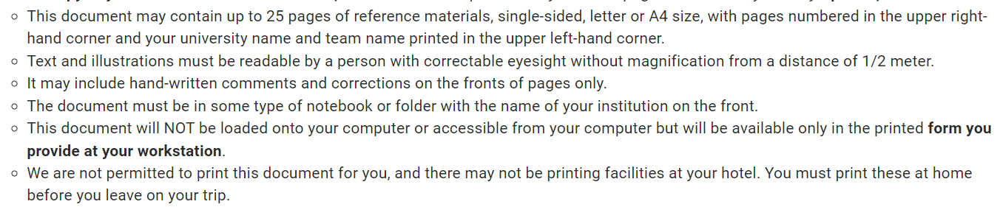 This document may contain up to 25 pages of reference materials, single-sided, letter or A4 size, with pages numbered in the upper right-
hand corner and your university name and team name printed in the upper left-hand corner.
Text and illustrations must be readable by a person with correctable eyesight without magnification from a distance of 1/2 meter.
It may include hand-written comments and corrections on the fronts of pages only.
The document must be in some type of notebook or folder with the name of your institution on the front.
This document will NOT be loaded onto your computer or accessible from your computer but will be available only in the printed form you
provide at your workstation.
We are not permitted to print this document for you, and there may not be printing facilities at your hotel. You must print these at home
before you leave on your trip.